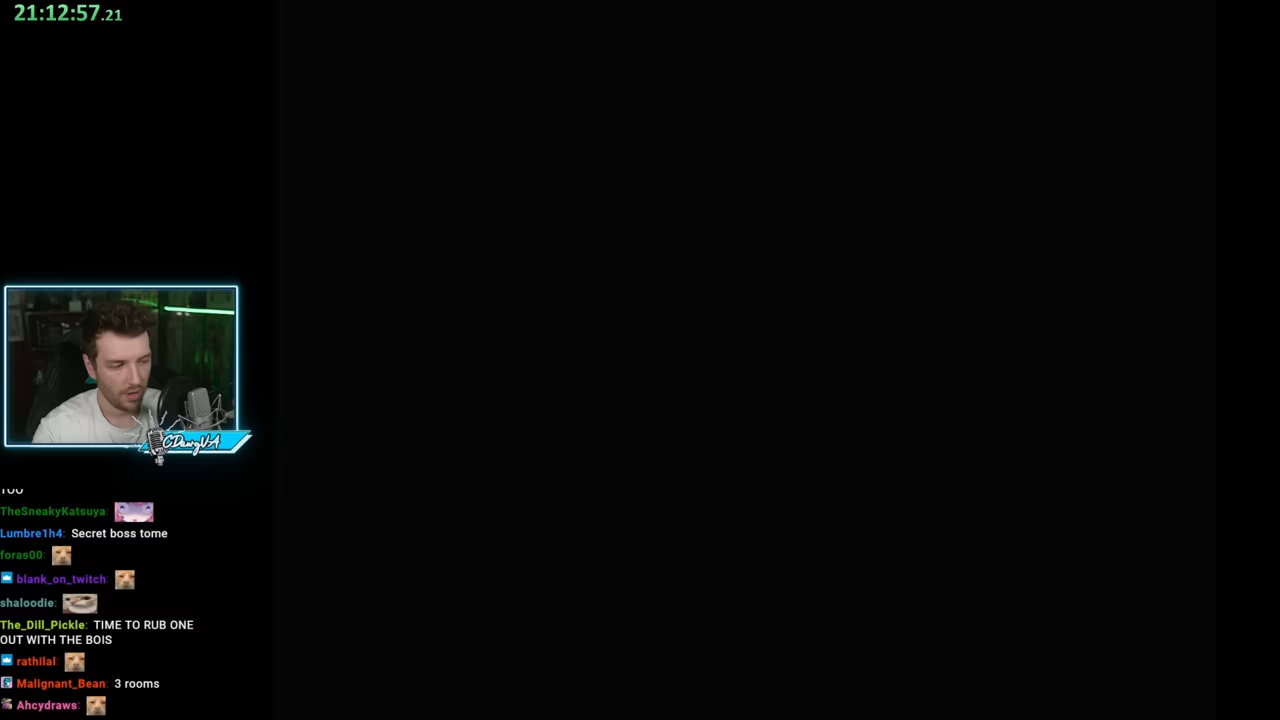 21:12:57.21
CDawgVA
TOO
TheSneakyKatsuya:
Lumbre1h4: Secret boss tome
foras00:
blank_on_twitch:
shaloodie:
The_Dill_Pickle: TIME TO RUB ONE
OUT WITH THE BOIS
rathilal:
Malignant_Bean: 3 rooms
Ahcydraws: